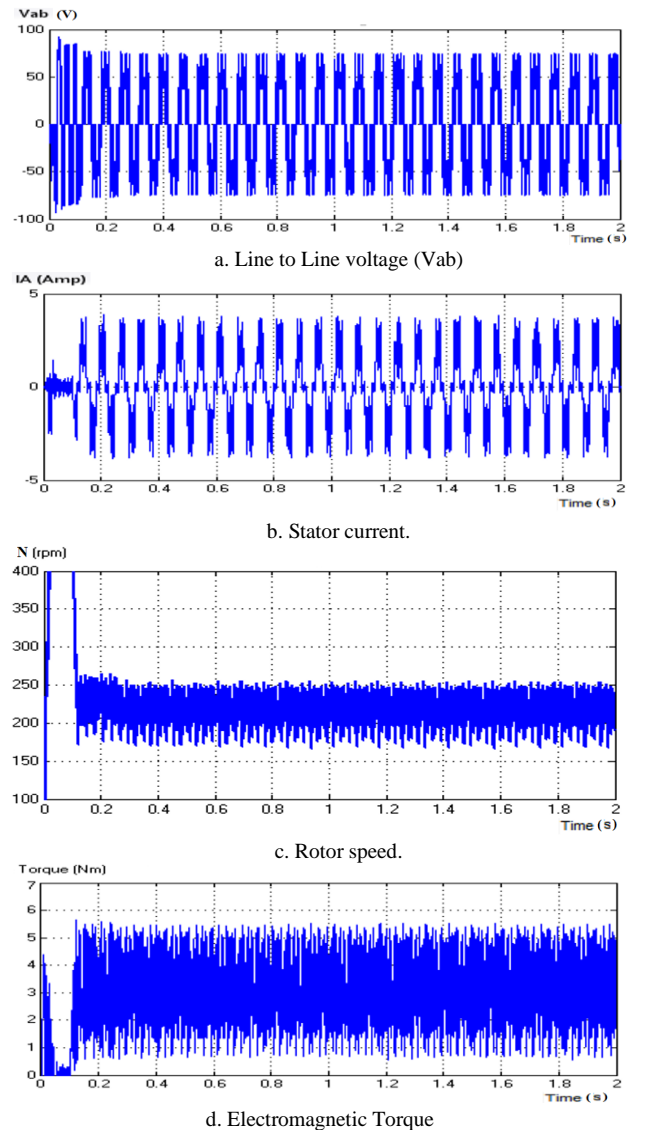 Vab (V)
100
50
0
-50
-100
0 0.2 0.4 0.6 0.8 1 1.2 1.4 1.6 1.8 2
Time (s)
a. Line to Line voltage (Vab)
IA (Amp)
5
0
-5
0 0.2 0.4 0.6 0.8 1 1.2 1.4 1.6 1.8 2
Time (s)
b. Stator current.
N (rpm)
400
350
300
250
200
150
100
0 0.2 0.4 0.6 0.8 1 1.2 1.4 1.6 1.8 2
Time (s)
c. Rotor speed.
Torque (Nm)
7
6
5
4
3
2
1
0
0 0.2 0.4 0.6 0.8 1 1.2 1.4 1.6 1.8 2
Time (s)
d. Electromagnetic Torque